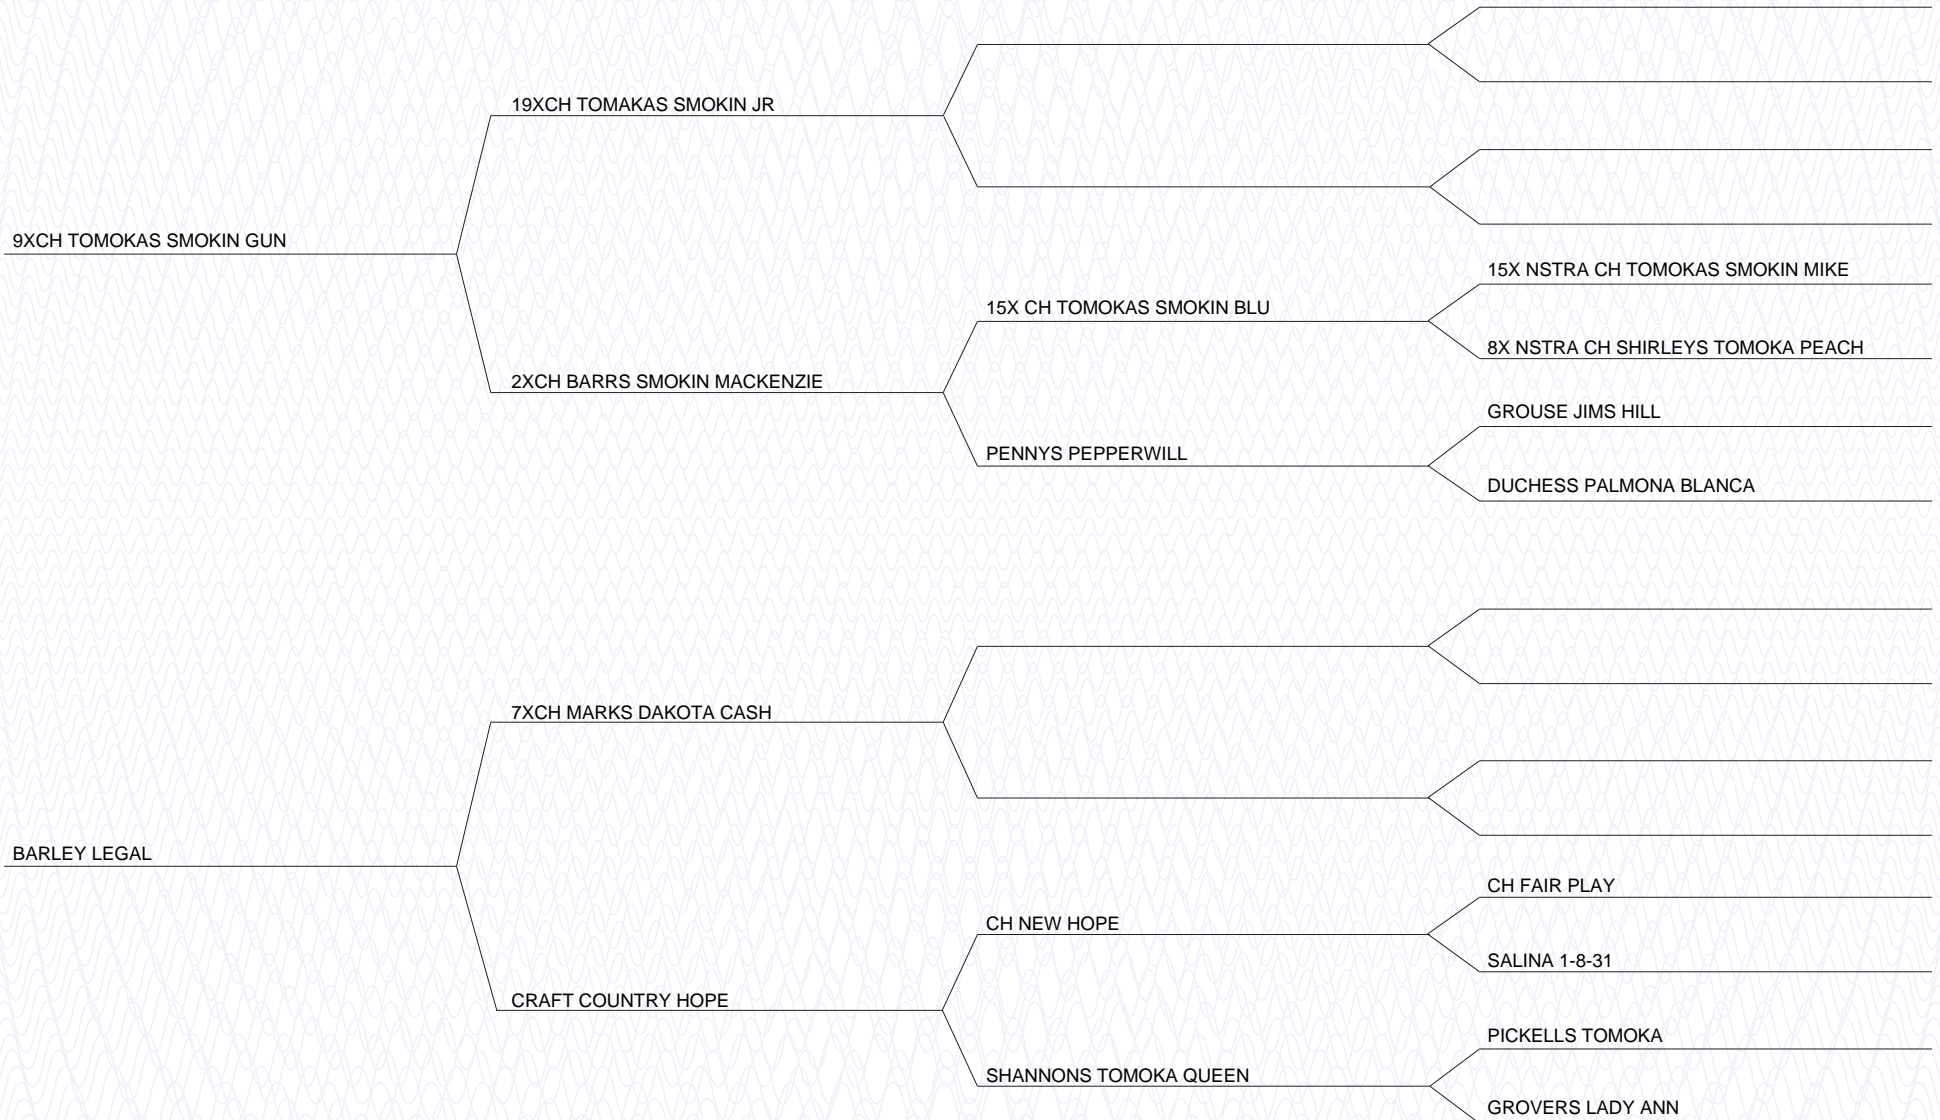 19XCH TOMAKAS SMOKIN JR
9XCH TOMOKAS SMOKIN GUN
15X NSTRA CH TOMOKAS SMOKIN MIKE
15X CH TOMOKAS SMOKIN BLU
8X NSTRA CH SHIRLEYS TOMOKA PEACH
2XCH BARRS SMOKIN MACKENZIE
GROUSE JIMS HILL
PENNYS PEPPERWILL
DUCHESS PALMONA BLANCA
7XCH MARKS DAKOTA CASH
BARLEY LEGAL
CH FAIR PLAY
CH NEW HOPE
SALINA 1-8-31
CRAFT COUNTRY HOPE
PICKELLS TOMOKA
SHANNONS TOMOKA QUEEN
GROVERS LADY ANN